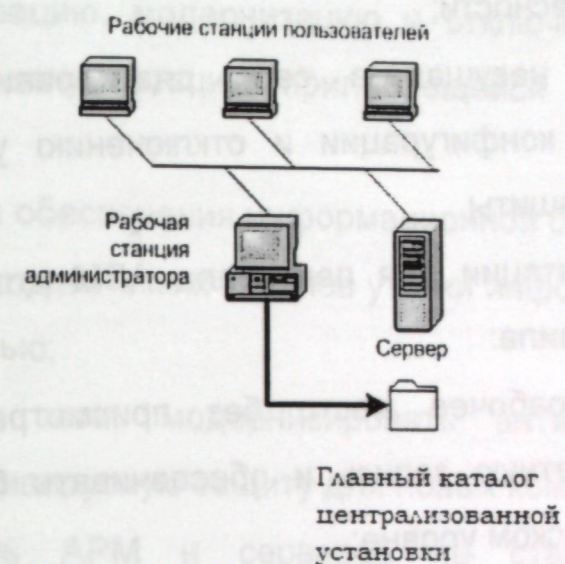 Рабочие станции пользователей
Рабочая
станция
администратора
Сервер
Главный каталог
централизованной
установки